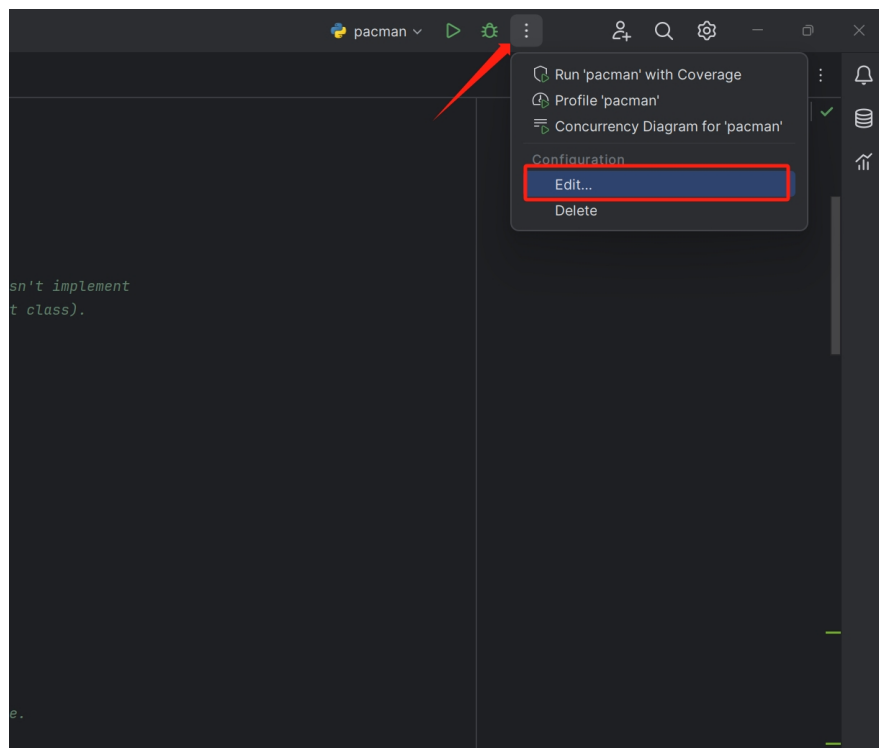 pacman
Run 'pacman' with Coverage
Profile 'pacman'
Concurrency Diagram for 'pacman'
Configuration
Edit...
Delete
sn't implement
t class).
e.